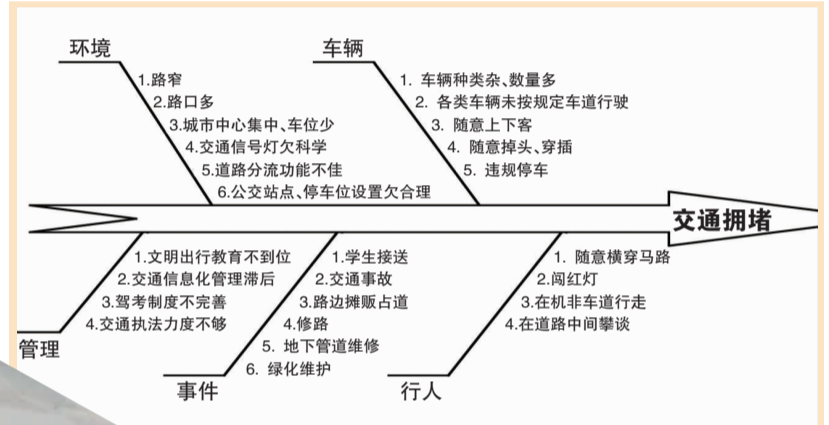 环境
1.路窄
2.路口多
3.城市中心集中、车位少
4.交通信号灯欠科学
5.道路分流功能不佳
6.公交站点、停车位设置欠合理
车辆
1. 车辆种类杂、数量多
2. 各类车辆未按规定车道行驶
3. 随意上下客
4. 随意掉头、穿插
5. 违规停车
交通拥堵
管理
1.文明出行教育不到位
2.交通信息化管理滞后
3.驾考制度不完善
4.交通执法力度不够
事件
1.学生接送
2.交通事故
3.路边摊贩占道
4.修路
5. 地下管道维修
6. 绿化维护
行人
1. 随意横穿马路
2.闯红灯
3.在机非车道行走
4.在道路中间攀谈